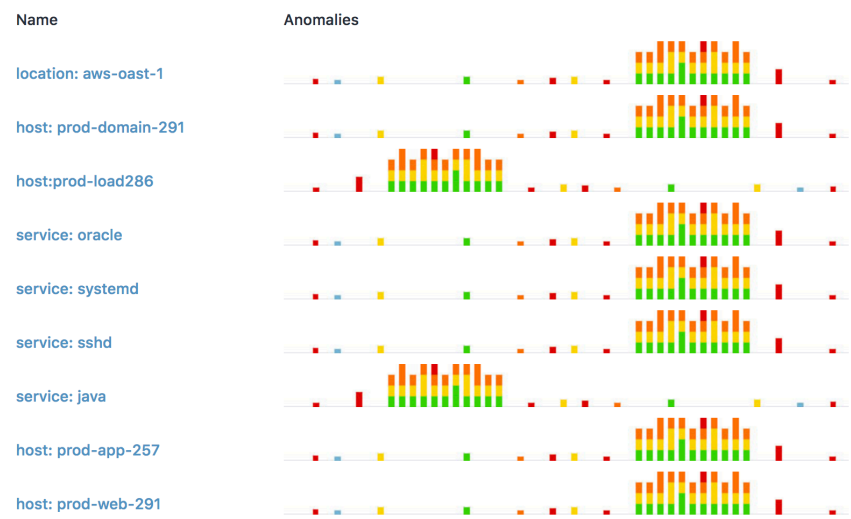 Name Anomalies
location: aws-oast-1
host: prod-domain-291
host:prod-load286
service: oracle
service: systemd
service: sshd
service: java
host: prod-app-257
host: prod-web-291